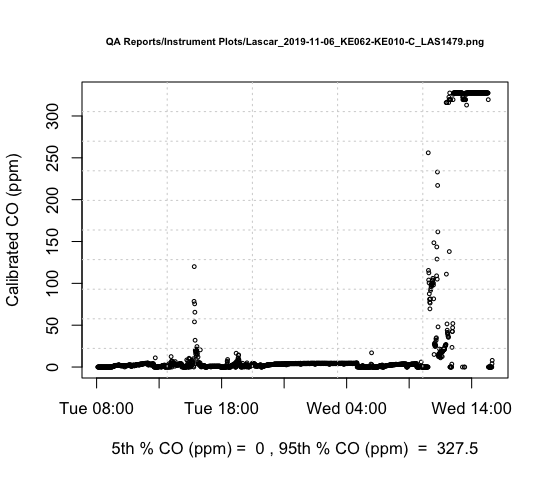 QA Reports/Instrument Plots/Lascar_2019-11-06_KE062-KE010-C_LAS1479.png
Calibrated CO (ppm)
300
250
200
150
100
50
0
Tue 08:00 Tue 18:00 Wed 04:00 Wed 14:00
5th % CO (ppm) = 0 , 95th % CO (ppm) = 327.5